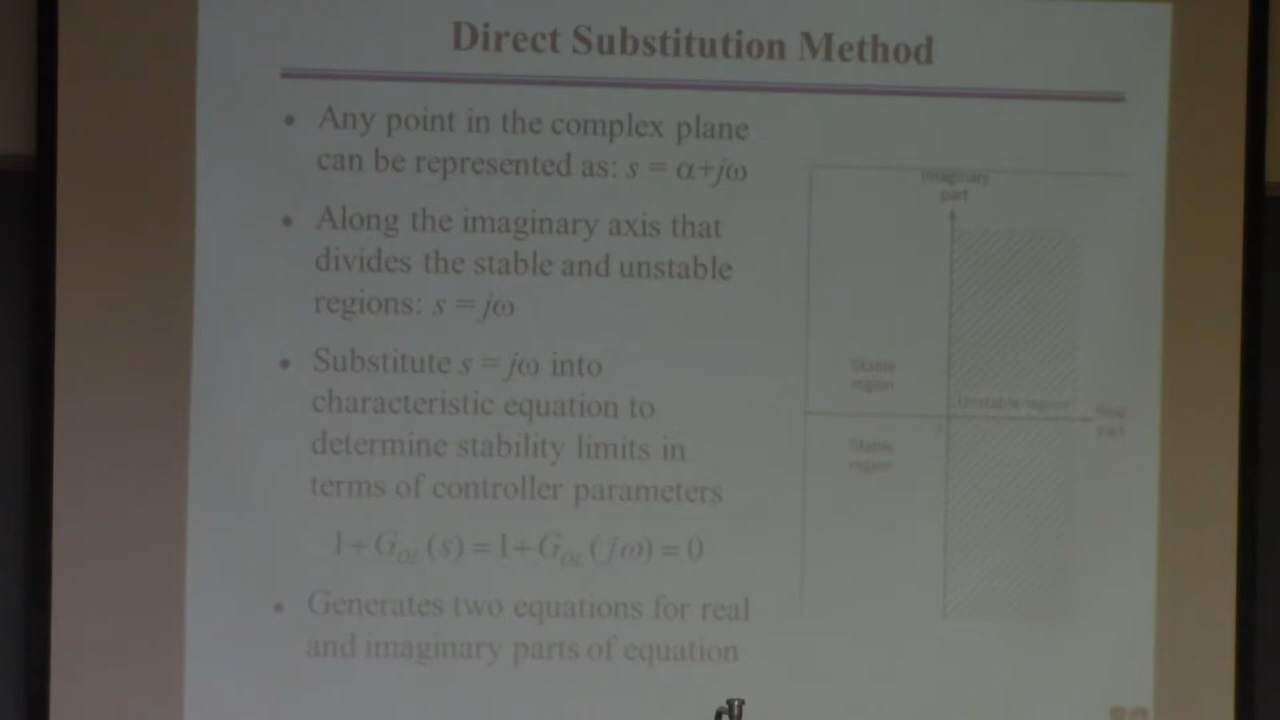 Direct Substitution Method
• Any point in the complex plane
can be represented as: s = α+jω
• Along the imaginary axis that
divides the stable and unstable
regions: s = jω
• Substitute s = jω into
characteristic equation to
determine stability limits in
terms of controller parameters
1+G_OL(s) = 1+G_OL(jω) = 0
• Generates two equations for real
and imaginary parts of equation
Imaginary
part
Stable
region
Unstable region
Real
part
Stable
region